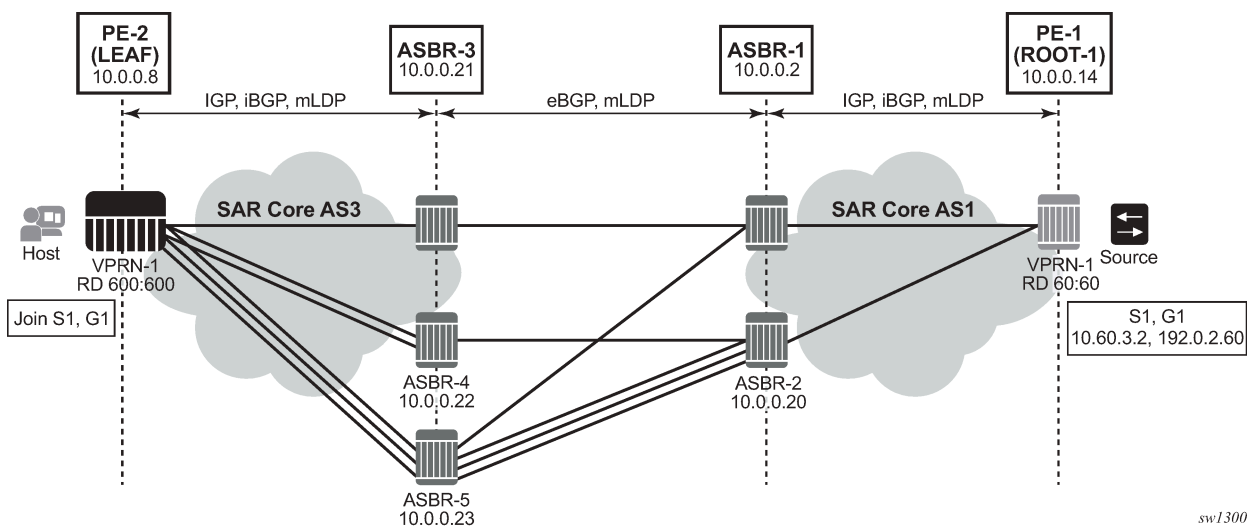 PE-2
(LEAF)
10.0.0.8
ASBR-3
10.0.0.21
ASBR-1
10.0.0.2
PE-1
(ROOT-1)
10.0.0.14
IGP, iBGP, mLDP
eBGP, mLDP
IGP, iBGP, mLDP
SAR Core AS3
SAR Core AS1
Host
VPRN-1
RD 600:600
Join S1, G1
Source
VPRN-1
RD 60:60
S1, G1
10.60.3.2, 192.0.2.60
ASBR-4
10.0.0.22
ASBR-2
10.0.0.20
ASBR-5
10.0.0.23
sw1300